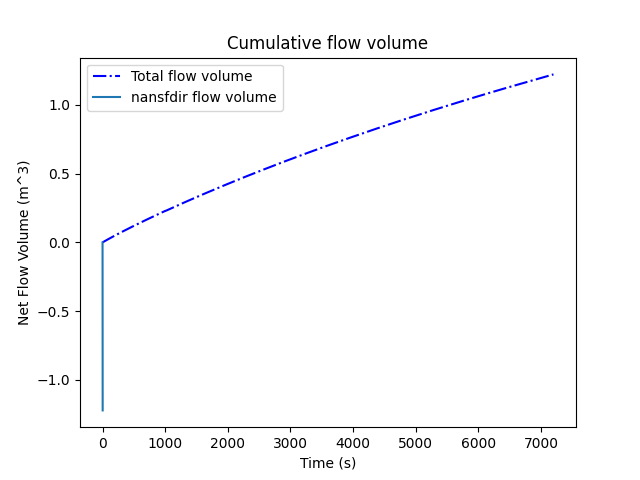 Cumulative flow volume
Total flow volume
nansfdir flow volume
1.0
0.5
0.0
−0.5
−1.0
Net Flow Volume (m^3)
0 1000 2000 3000 4000 5000 6000 7000
Time (s)